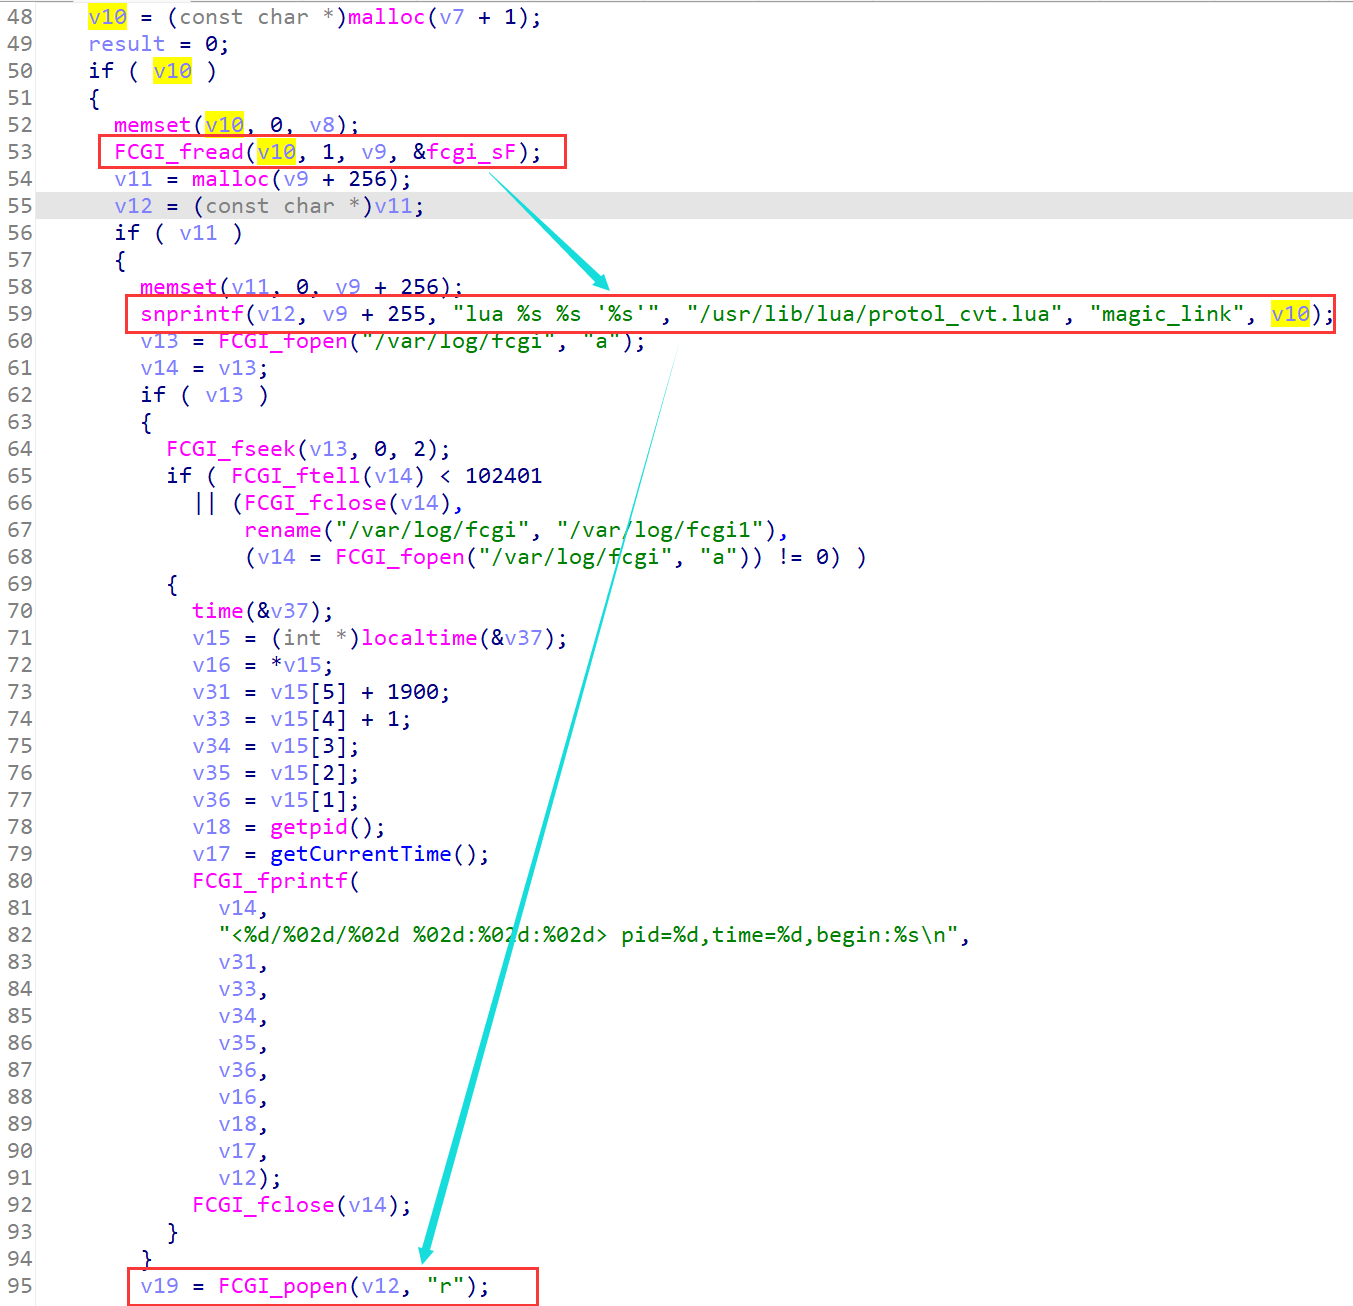 48 v10 = (const char *)malloc(v7 + 1);
49 result = 0;
50 if ( v10 )
51 {
52 memset(v10, 0, v8);
53 FCGI_fread(v10, 1, v9, &fcgi_sF);
54 v11 = malloc(v9 + 256);
55 v12 = (const char *)v11;
56 if ( v11 )
57 {
58 memset(v11, 0, v9 + 256);
59 snprintf(v12, v9 + 255, "lua %s %s '%s'", "/usr/lib/lua/protol_cvt.lua", "magic_link", v10);
60 v13 = FCGI_fopen("/var/log/fcgi", "a");
61 v14 = v13;
62 if ( v13 )
63 {
64 FCGI_fseek(v13, 0, 2);
65 if ( FCGI_ftell(v14) < 102401
66 || (FCGI_fclose(v14),
67 rename("/var/log/fcgi", "/var/log/fcgi1"),
68 (v14 = FCGI_fopen("/var/log/fcgi", "a")) != 0) )
69 {
70 time(&v37);
71 v15 = (int *)localtime(&v37);
72 v16 = *v15;
73 v31 = v15[5] + 1900;
74 v33 = v15[4] + 1;
75 v34 = v15[3];
76 v35 = v15[2];
77 v36 = v15[1];
78 v18 = getpid();
79 v17 = getCurrentTime();
80 FCGI_fprintf(
81 v14,
82 "<%d/%02d/%02d %02d:%02d:%02d> pid=%d,time=%d,begin:%s\n",
83 v31,
84 v33,
85 v34,
86 v35,
87 v36,
88 v16,
89 v18,
90 v17,
91 v12);
92 FCGI_fclose(v14);
93 }
94 }
95 v19 = FCGI_popen(v12, "r");